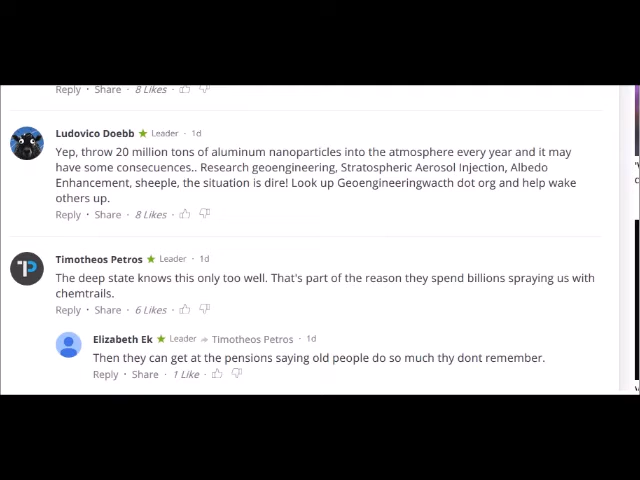 Reply · Share · 8 Likes ·
Ludovico Doebb ★ Leader · 1d
Yep, throw 20 million tons of aluminum nanoparticles into the atmosphere every year and it may
have some consecuences.. Research geoengineering, Stratospheric Aerosol Injection, Albedo
Enhancement, sheeple, the situation is dire! Look up Geoengineeringwacth dot org and help wake
others up.
Reply · Share · 8 Likes ·
TP
Timotheos Petros ★ Leader · 1d
The deep state knows this only too well. That's part of the reason they spend billions spraying us with
chemtrails.
Reply · Share · 6 Likes ·
Elizabeth Ek ★ Leader → Timotheos Petros · 1d
Then they can get at the pensions saying old people do so much thy dont remember.
Reply · Share · 1 Like ·